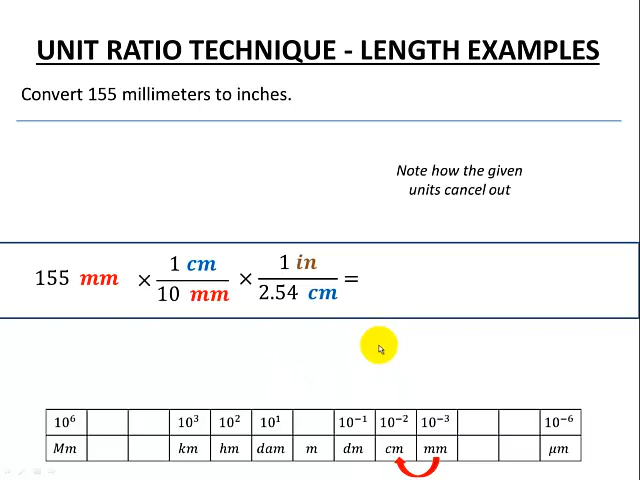 UNIT RATIO TECHNIQUE - LENGTH EXAMPLES
Convert 155 millimeters to inches.
Note how the given
units cancel out
155 mm × 1 cm / 10 mm × 1 in / 2.54 cm =
10⁶ 10³ 10² 10¹ 10⁻¹ 10⁻² 10⁻³ 10⁻⁶
Mm km hm dam m dm cm mm μm